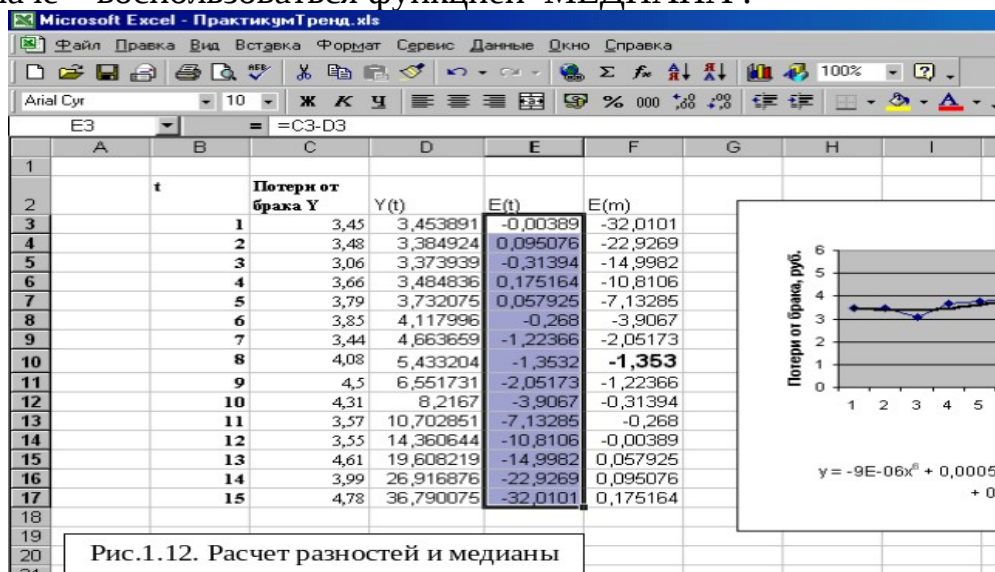 воспользоваться функцией "МЕДИАНА".
Microsoft Excel - ПрактикумТренд.xls
Файл Правка Вид Вставка Формат Сервис Данные Окно Справка
100%
Arial Cyr 10 Ж К Ч % 000
E3 = =C3-D3
A B C D E F G H I
1
t Потери от
2 брака Y Y(t) E(t) E(m)
3 1 3,45 3,453891 -0,00389 -32,0101
4 2 3,48 3,384924 0,095076 -22,9269
5 3 3,06 3,373939 -0,31394 -14,9982
6 4 3,66 3,484836 0,175164 -10,8106
7 5 3,79 3,732075 0,057925 -7,13285
8 6 3,85 4,117996 -0,268 -3,9067
9 7 3,44 4,663659 -1,22366 -2,05173
10 8 4,08 5,433204 -1,3532 -1,353
11 9 4,5 6,551731 -2,05173 -1,22366
12 10 4,31 8,2167 -3,9067 -0,31394
13 11 3,57 10,702851 -7,13285 -0,268
14 12 3,55 14,360644 -10,8106 -0,00389
15 13 4,61 19,608219 -14,9982 0,057925
16 14 3,99 26,916876 -22,9269 0,095076
17 15 4,78 36,790075 -32,0101 0,175164
18
19
20
Потери от брака, руб.
6
5
4
3
2
1
0
1 2 3 4 5
y = -9E-06x⁶ + 0,0005
+ 0
Рис.1.12. Расчет разностей и медианы